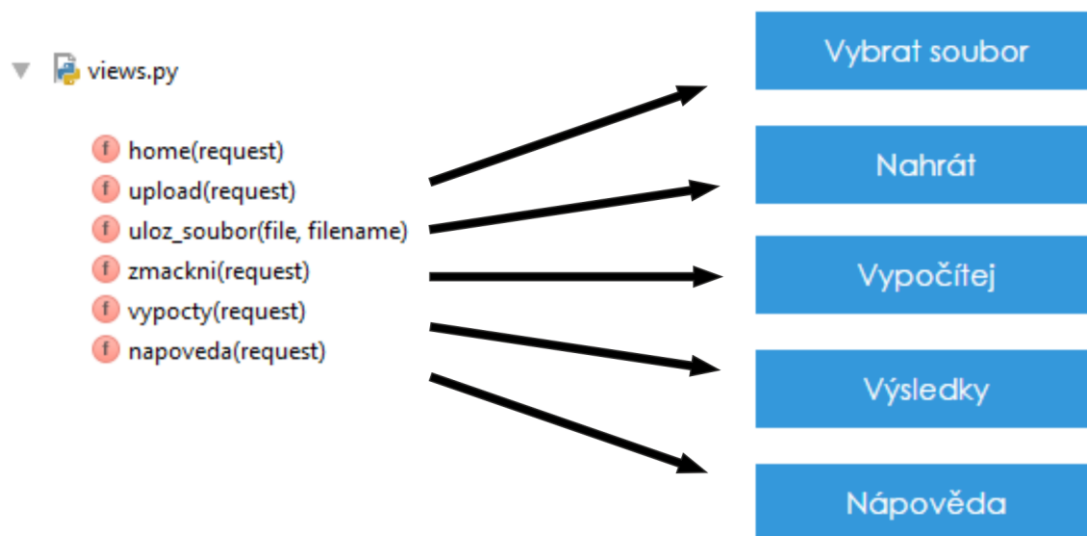 views.py
f home(request)
f upload(request)
f uloz_soubor(file, filename)
f zmackni(request)
f vypocty(request)
f napoveda(request)
Vybrat soubor
Nahrát
Vypočítej
Výsledky
Nápověda